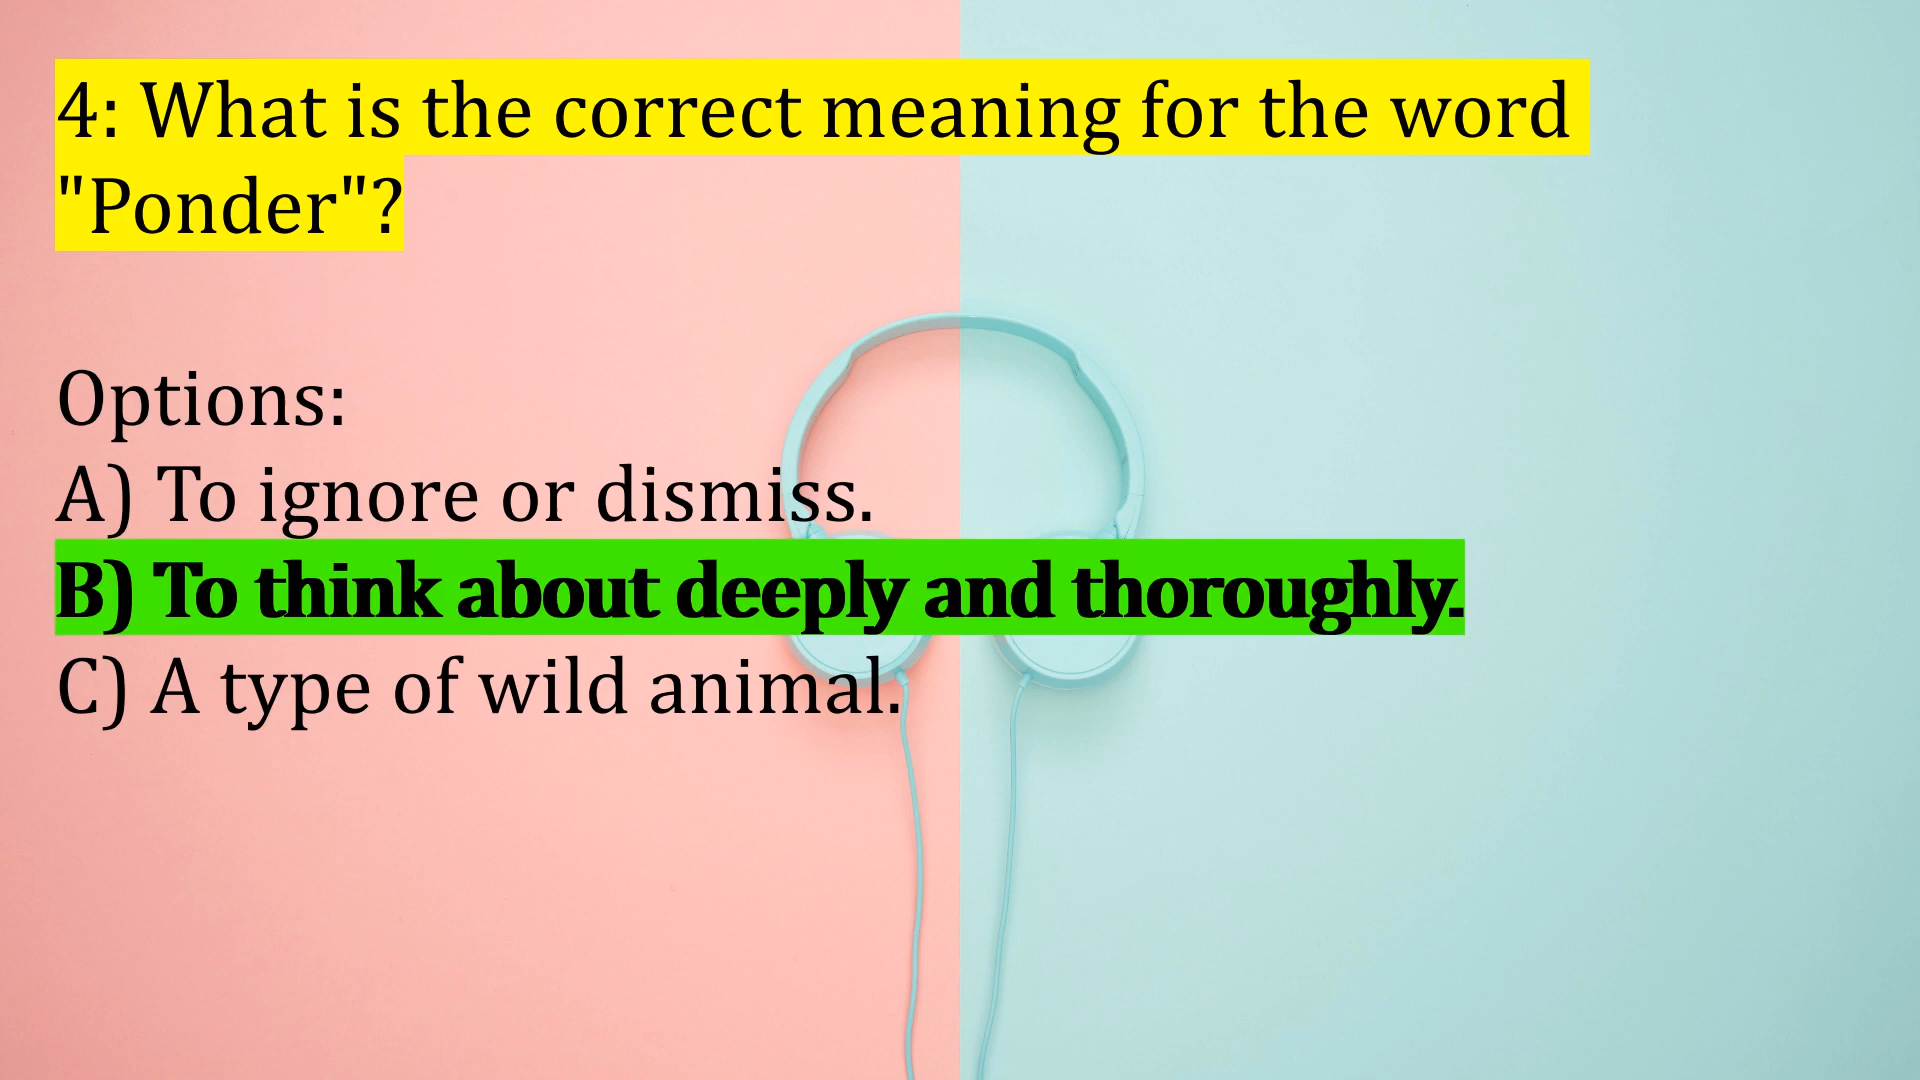 4: What is the correct meaning for the word
"Ponder"?
Options:
A) To ignore or dismiss.
B) To think about deeply and thoroughly.
C) A type of wild animal.